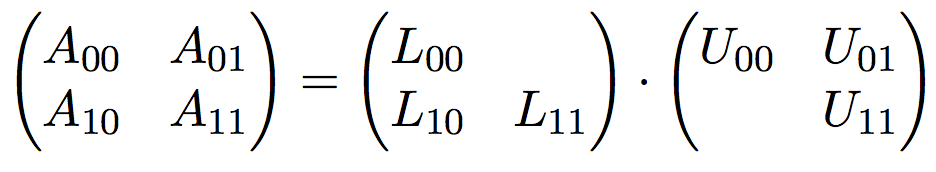 (A₀₀ A₀₁) = (L₀₀    ) · (U₀₀ U₀₁)
(A₁₀ A₁₁)   (L₁₀ L₁₁)   (    U₁₁)